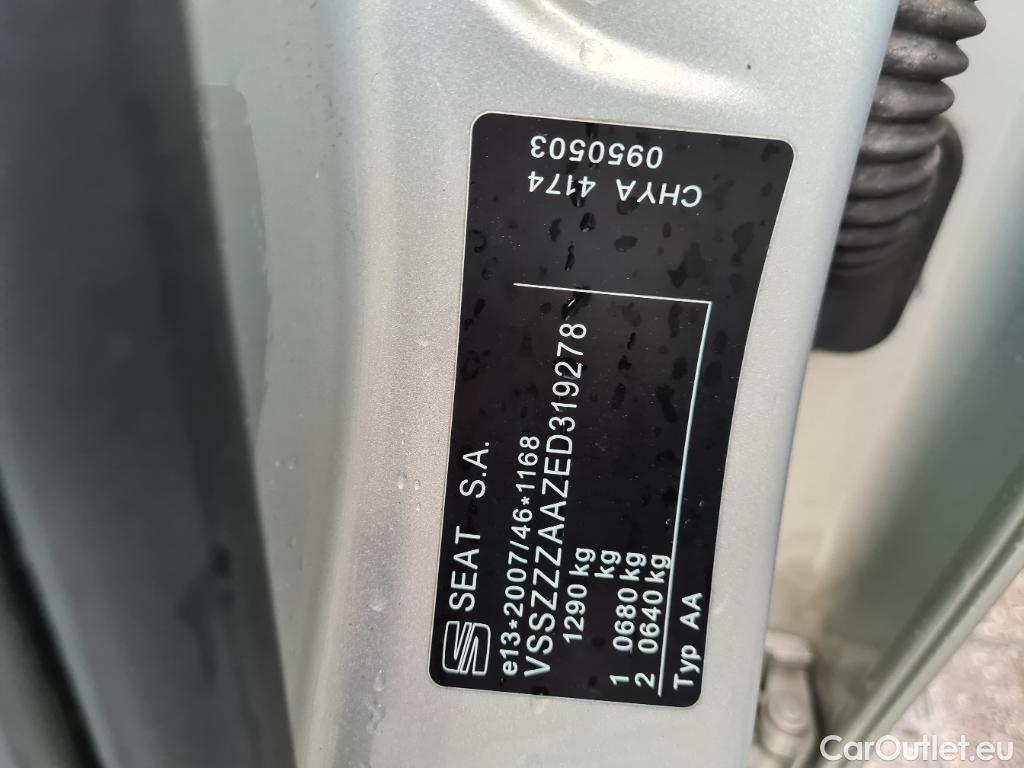 SEAT S.A.
e13*2007/46*1168
VSSZZZAAZED319278
1290 kg
kg
1 0680 kg
2 0640 kg
Typ AA
CHYA 4174
0950503
CarOutlet.eu